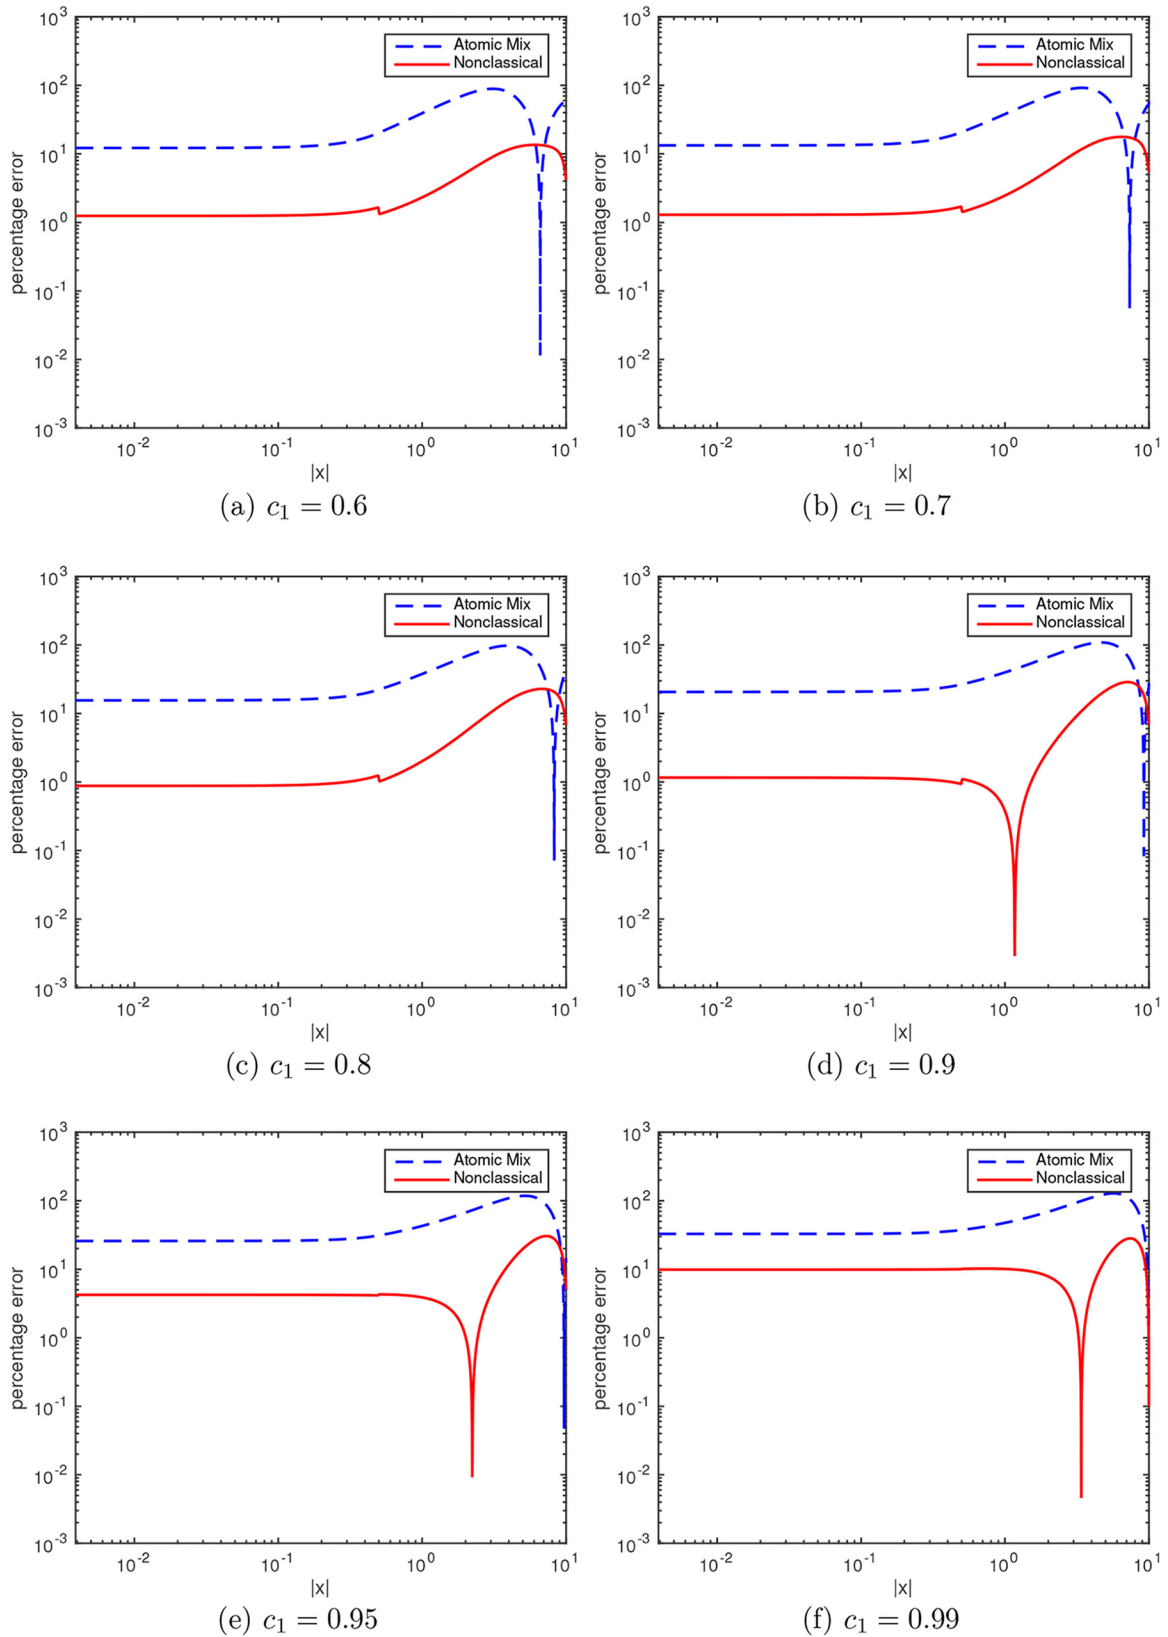 10^3
10^2
10^1
10^0
10^-1
10^-2
10^-3
percentage error
Atomic Mix
Nonclassical
10^-2 10^-1 10^0 10^1
|x|
(a) c_1 = 0.6
10^3
10^2
10^1
10^0
10^-1
10^-2
10^-3
percentage error
Atomic Mix
Nonclassical
10^-2 10^-1 10^0 10^1
|x|
(b) c_1 = 0.7
10^3
10^2
10^1
10^0
10^-1
10^-2
10^-3
percentage error
Atomic Mix
Nonclassical
10^-2 10^-1 10^0 10^1
|x|
(c) c_1 = 0.8
10^3
10^2
10^1
10^0
10^-1
10^-2
10^-3
percentage error
Atomic Mix
Nonclassical
10^-2 10^-1 10^0 10^1
|x|
(d) c_1 = 0.9
10^3
10^2
10^1
10^0
10^-1
10^-2
10^-3
percentage error
Atomic Mix
Nonclassical
10^-2 10^-1 10^0 10^1
|x|
(e) c_1 = 0.95
10^3
10^2
10^1
10^0
10^-1
10^-2
10^-3
percentage error
Atomic Mix
Nonclassical
10^-2 10^-1 10^0 10^1
|x|
(f) c_1 = 0.99